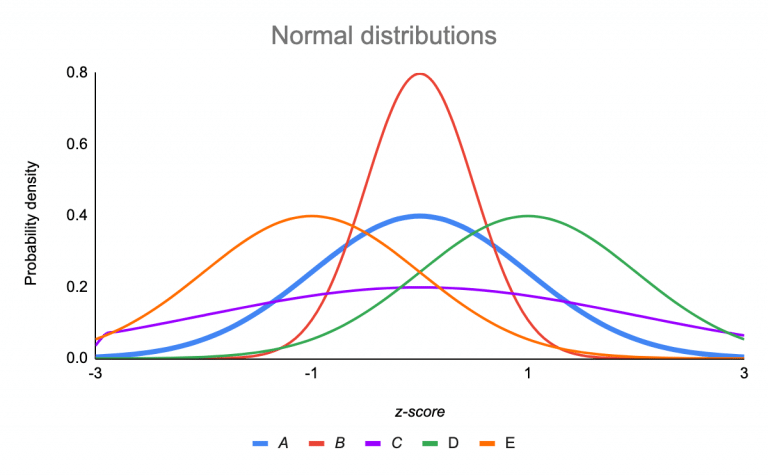 Normal distributions
0.8
0.6
0.4
0.2
0.0
Probability density
-3 -1 1 3
z-score
A B C D E